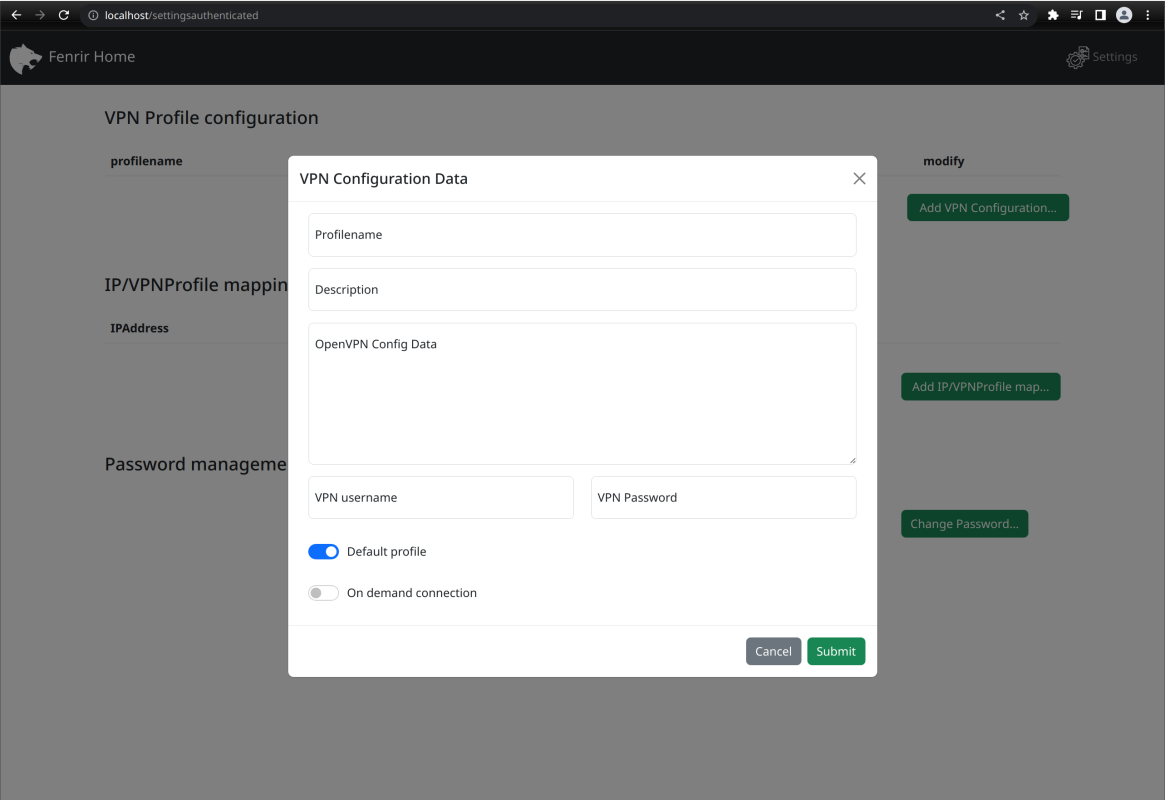 localhost/settingsauthenticated
Fenrir Home
Settings
VPN Profile configuration
profilename
modify
Add VPN Configuration...
IP/VPNProfile mappin
IPAddress
Add IP/VPNProfile map...
Password manageme
Change Password...
VPN Configuration Data
Profilename
Description
OpenVPN Config Data
VPN username
VPN Password
Default profile
On demand connection
Cancel
Submit